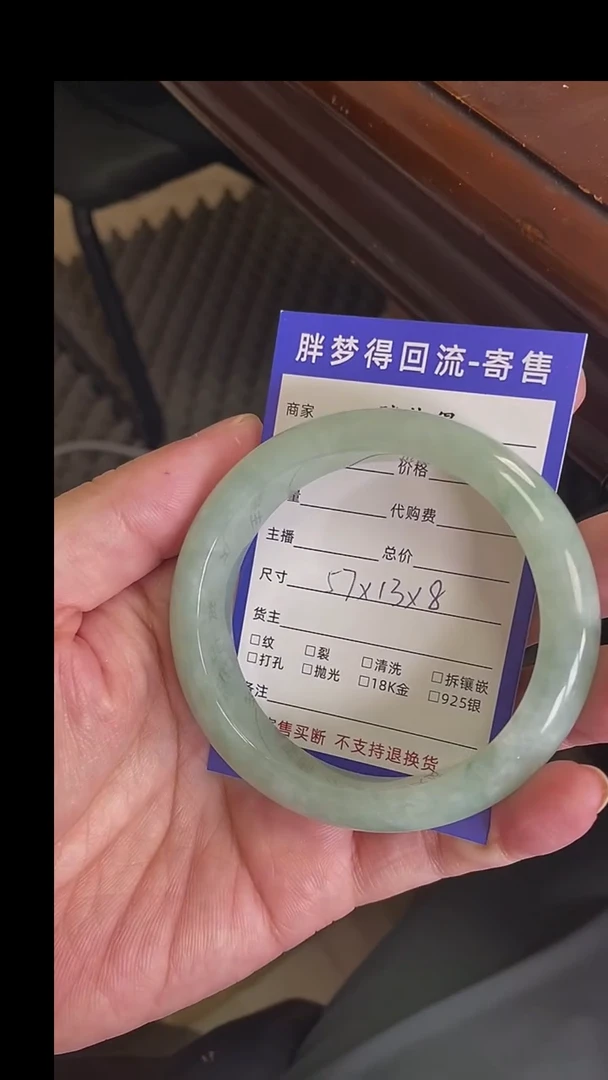 胖梦得回流-寄售
商家
价格
量 代购费
主播 总价
尺寸 57x13x8
货主
□纹 □裂 □清洗 □拆镶嵌
□打孔 □抛光 □18K金 □925银
备注
寄售买断 不支持退换货